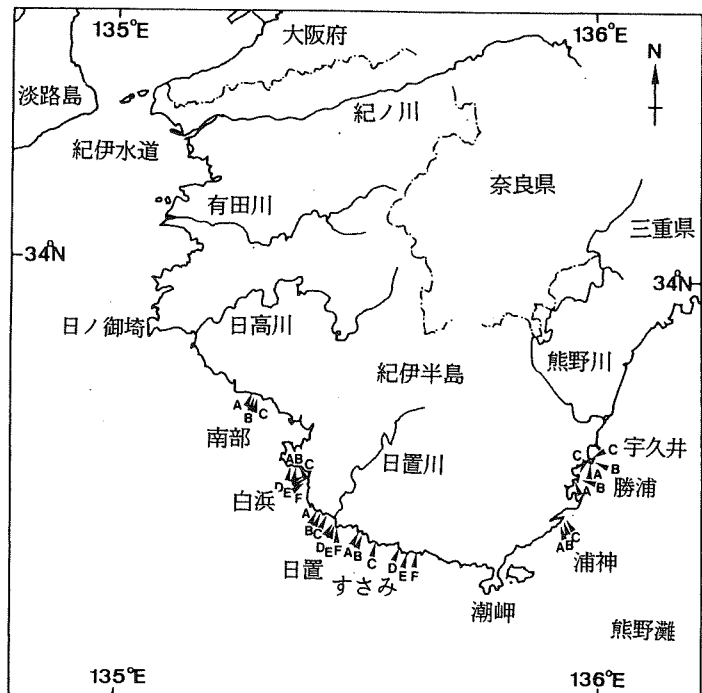 135°E
136°E
大阪府
N
淡路島
紀ノ川
紀伊水道
奈良県
有田川
三重県
34°N
34°N
日ノ御埼
日高川
熊野川
紀伊半島
A B C
南部
日置川
C C
宇久井
A B
A B
勝浦
A B C
D E F
白浜
A B C D E F
日置
A B C D E F
すさみ
A B C
浦神
潮岬
熊野灘
135°E
136°E